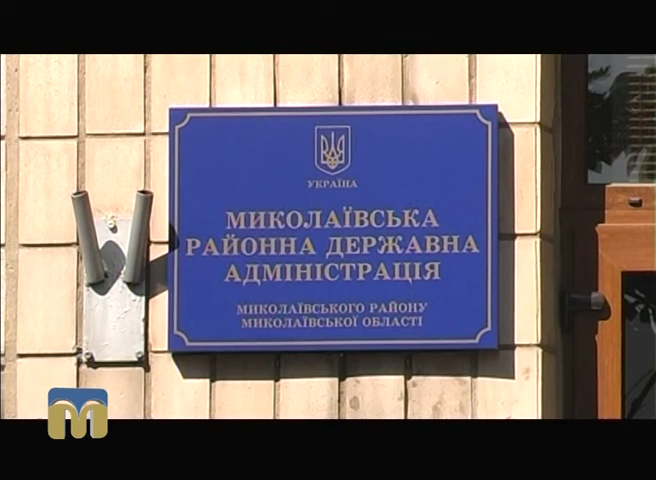 УКРАЇНА
МИКОЛАЇВСЬКА
РАЙОННА ДЕРЖАВНА
АДМІНІСТРАЦІЯ
МИКОЛАЇВСЬКОГО РАЙОНУ
МИКОЛАЇВСЬКОЇ ОБЛАСТІ
М